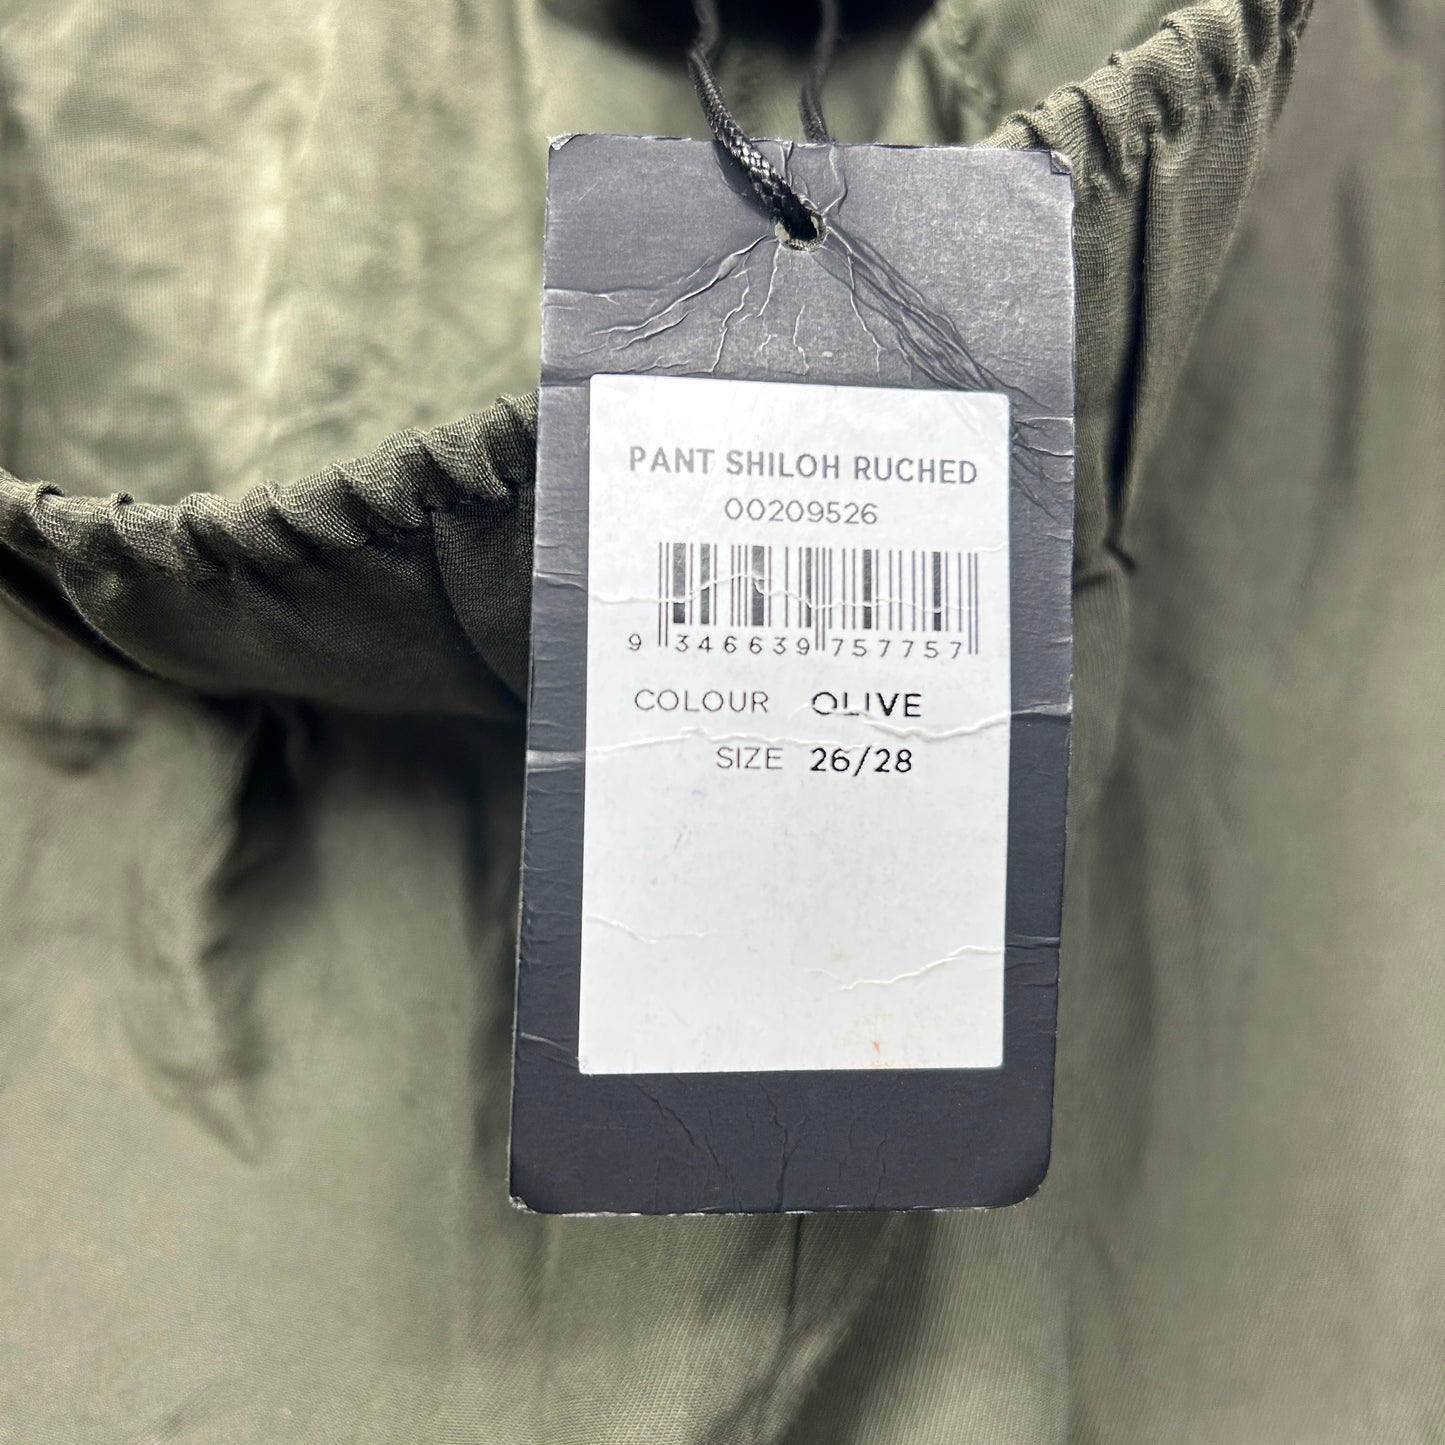 PANT SHILOH RUCHED
00209526
9 346639 757757
COLOUR OLIVE
SIZE 26/28